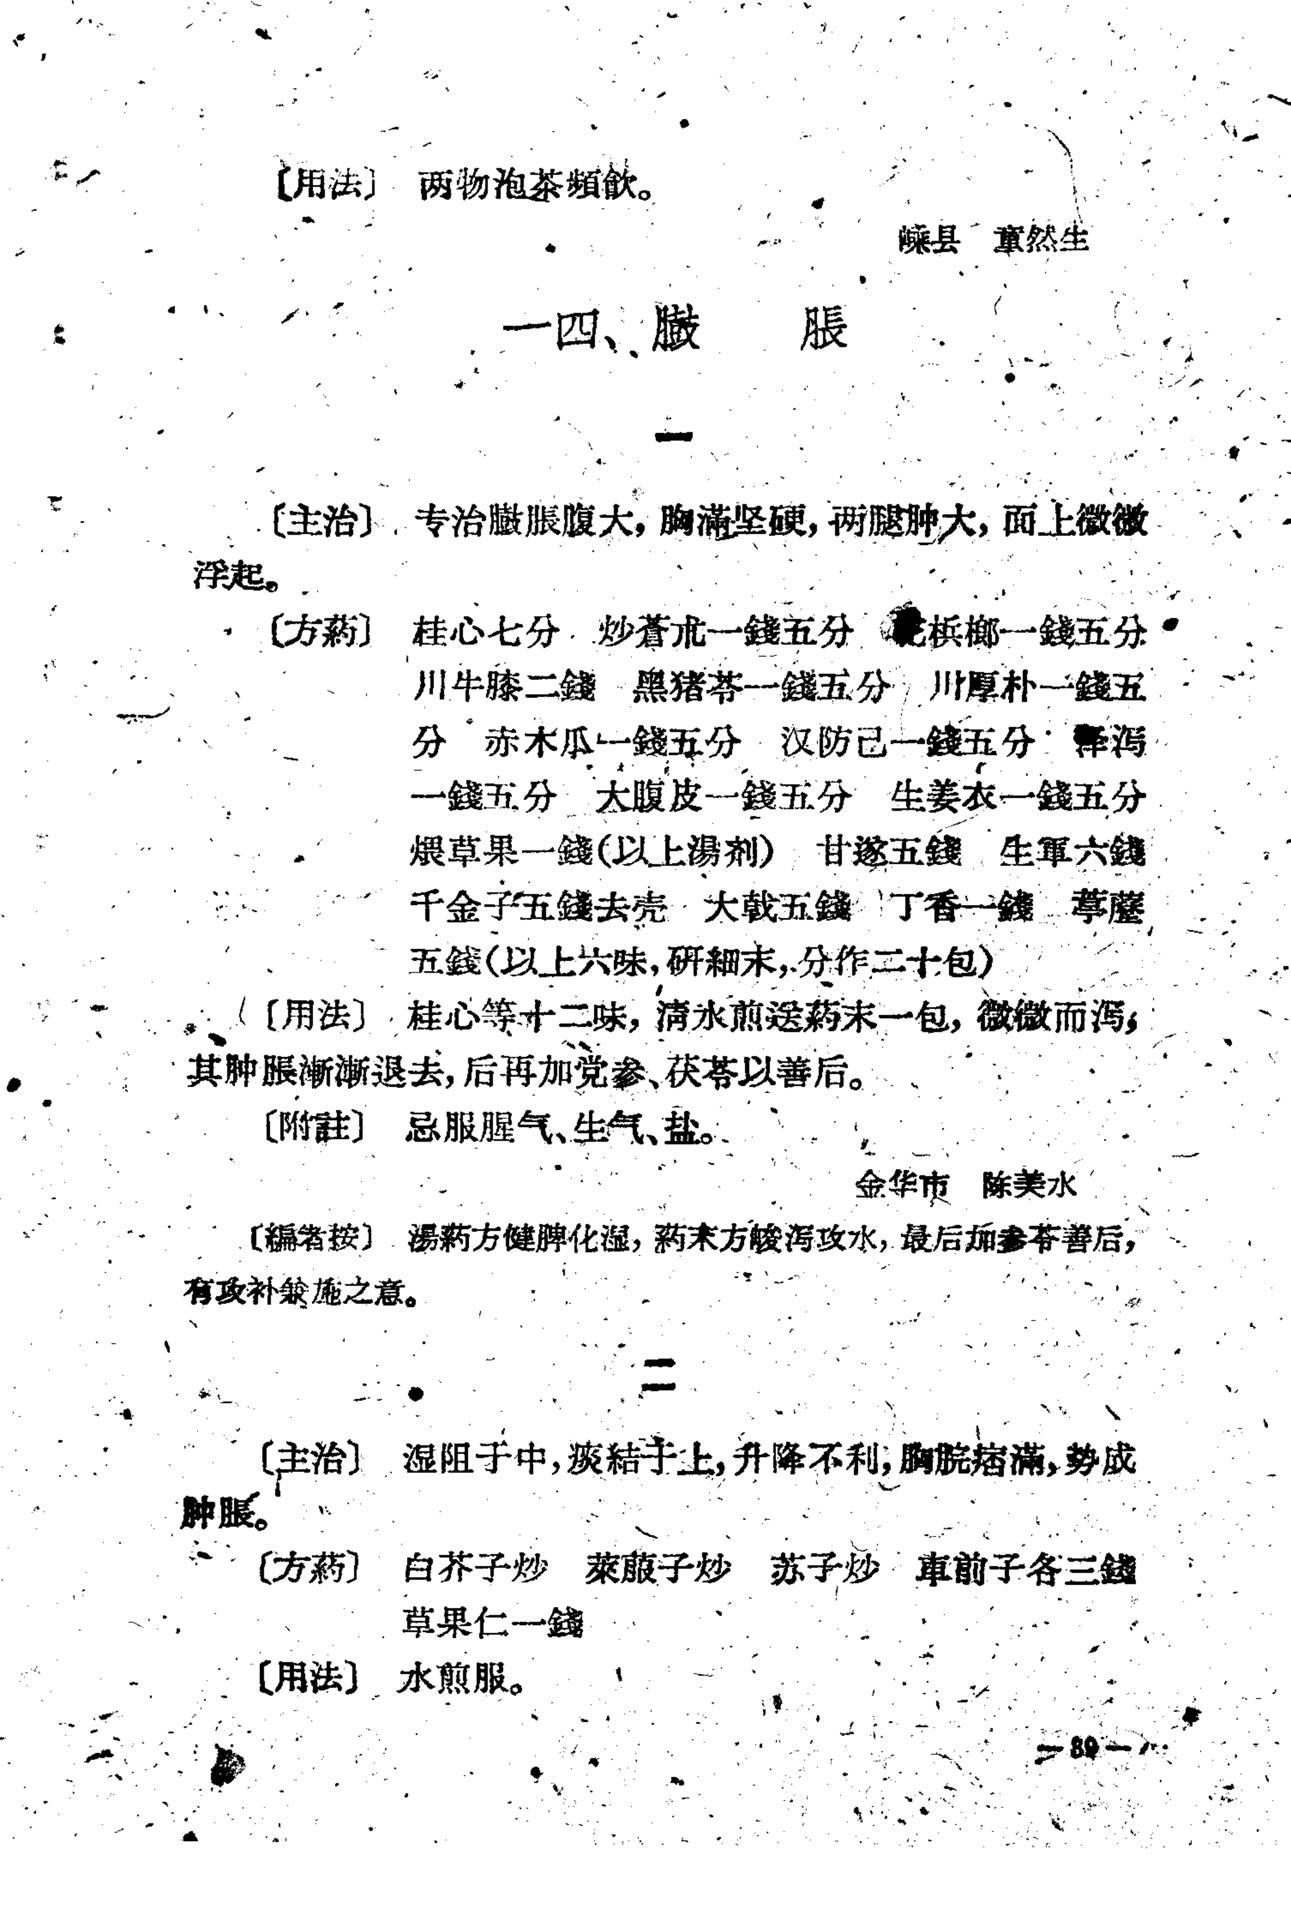 〔用法〕 两物泡茶頻飲。
嵊县 童然生
一四、臌 脹
一
〔主治〕 专治臌脹腹大，胸滿坚硬，两腿肿大，面上微微
浮起。
〔方葯〕 桂心七分 炒蒼朮一錢五分 花梹榔一錢五分
川牛膝二錢 黑猪苓一錢五分 川厚朴一錢五
分 赤木瓜一錢五分 汉防己一錢五分 泽泻
一錢五分 大腹皮一錢五分 生姜衣一錢五分
煨草果一錢(以上湯剂) 甘遂五錢 生軍六錢
千金子五錢去壳 大戟五錢 丁香一錢 葶藶
五錢(以上六味，研細末，分作二十包)
〔用法〕 桂心等十二味，清水煎送葯末一包，微微而泻，
其肿脹漸漸退去，后再加党参、茯苓以善后。
〔附註〕 忌服腥气、生气、盐。
金华市 陈美水
〔編者按〕 湯葯方健脾化湿，葯末方峻泻攻水，最后加参苓善后，
有攻补兼施之意。
二
〔主治〕 湿阻于中，痰結于上，升降不利，胸脘痞滿，势成
肿脹。
〔方葯〕 白芥子炒 萊菔子炒 苏子炒 車前子各三錢
草果仁一錢
〔用法〕 水煎服。
— 89 —